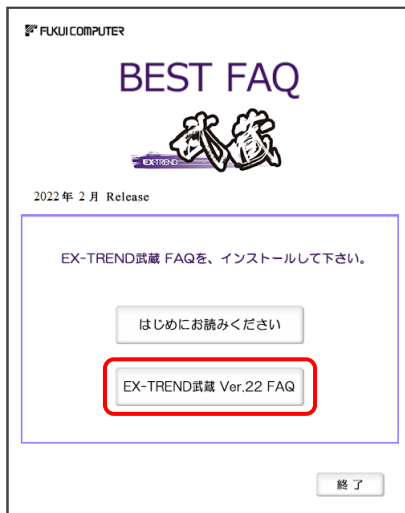 FUKUI COMPUTER
BEST FAQ
EX-TREND
武蔵
2022年 2月 Release
EX-TREND武蔵 FAQを、インストールして下さい。
はじめにお読みください
EX-TREND武蔵 Ver.22 FAQ
終了